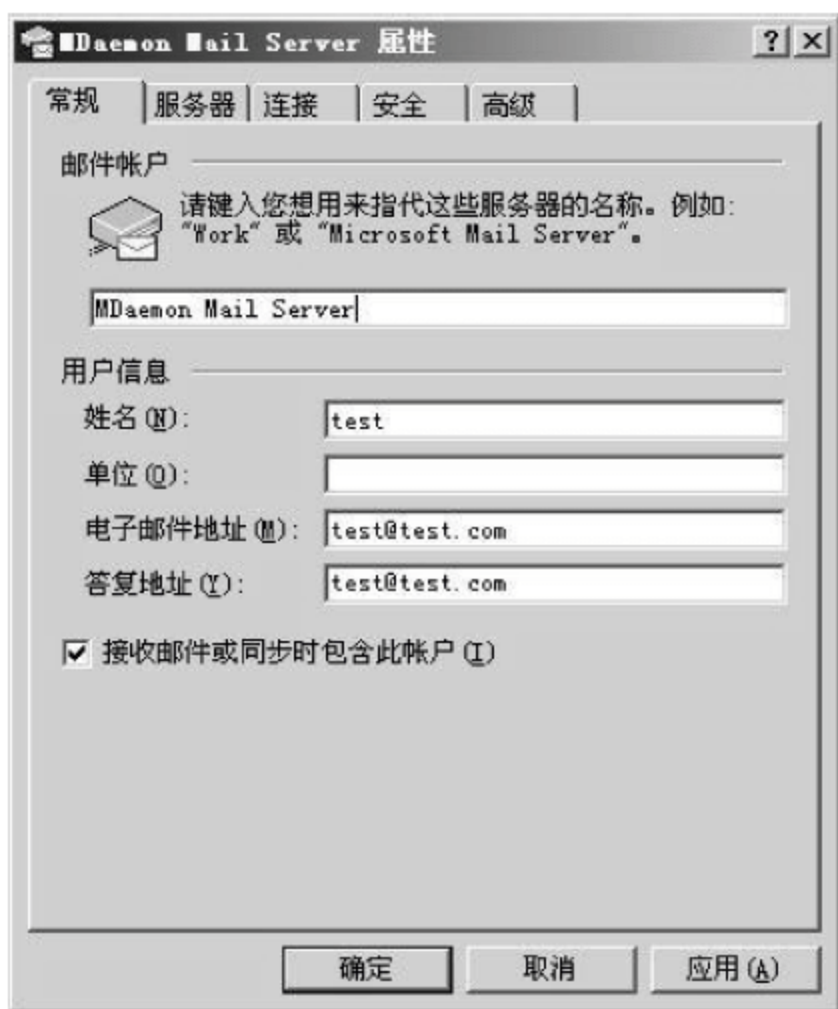 MDaemon Mail Server 属性
常规 服务器 连接 安全 高级
邮件帐户
请键入您想用来指代这些服务器的名称。例如:
"Work" 或 "Microsoft Mail Server"。
MDaemon Mail Server
用户信息
姓名(N): test
单位(O):
电子邮件地址(M): test@test.com
答复地址(Y): test@test.com
接收邮件或同步时包含此帐户(I)
确定 取消 应用(A)